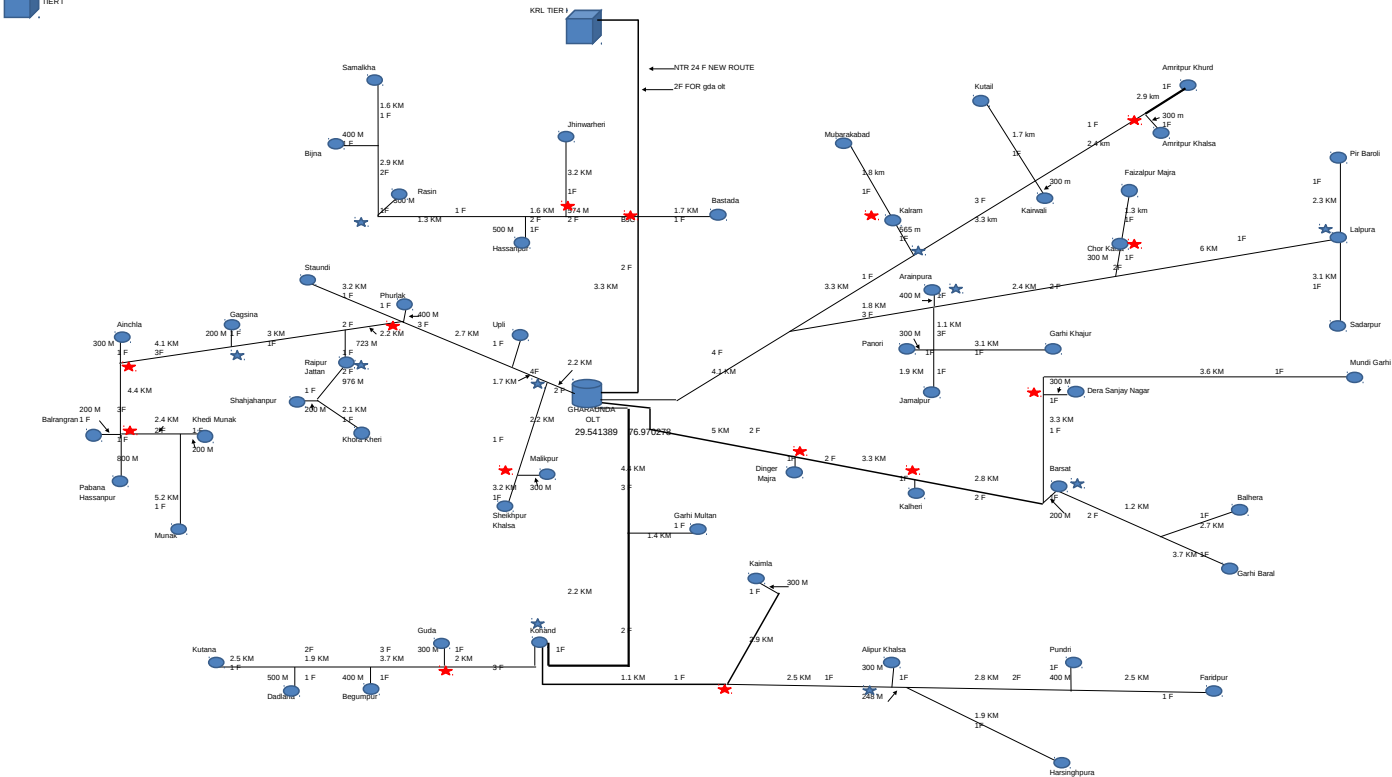 TIER I
KRL TIER I
NTR 24 F NEW ROUTE
2F FOR gda olt
Samalkha
1.6 KM
1 F
400 M
1 F
Bijna
2.9 KM
2F
Rasin
300 M
1F
1.3 KM
1 F
1.6 KM
2 F
500 M
1F
Hassanpur
Jhinwarheri
3.2 KM
1F
974 M
2 F
Bastada
1.7 KM
1 F
2 F
3.3 KM
Staundi
3.2 KM
1 F
Phurlak
1 F
400 M
3 F
2.2 KM
2 F
2.7 KM
Gagsina
200 M
1 F
3 KM
1F
Ainchla
300 M
1 F
4.1 KM
3F
723 M
1 F
Raipur
Jattan
2 F
976 M
Shahjahanpur
1 F
200 M
2.1 KM
1 F
Khora Kheri
4.4 KM
3F
200 M
Balrangran
1 F
2.4 KM
2F
Khedi Munak
1 F
200 M
1 F
800 M
Pabana
Hassanpur
5.2 KM
1 F
Munak
Upli
1 F
4F
1.7 KM
2.2 KM
2 F
GHARAUNDA
OLT
29.541389
76.970278
2.2 KM
1 F
Malikpur
300 M
3.2 KM
1F
Sheikhpur
Khalsa
4.8 KM
3 F
Garhi Multan
1 F
1.4 KM
2.2 KM
2 F
Kohand
1F
3 F
Guda
300 M
1F
2 KM
3 F
3.7 KM
400 M
1F
Begumpur
2F
1.9 KM
500 M
1 F
Dadlana
Kutana
2.5 KM
1 F
1.1 KM
1 F
Kaimla
300 M
1 F
2.9 KM
2.5 KM
1F
Alipur Khalsa
300 M
1F
248 M
2.8 KM
2F
Pundri
1F
400 M
2.5 KM
Faridpur
1 F
1.9 KM
1F
Harsinghpura
4 F
4.1 KM
3.3 KM
1 F
Mubarakabad
1.8 km
1F
Kalram
565 m
1F
3 F
3.3 km
Kutail
1.7 km
1F
300 m
Kairwali
1 F
2.4 km
Amritpur Khurd
1F
2.9 km
300 m
1F
Amritpur Khalsa
Faizalpur Majra
1.3 km
1F
300 M
1F
2F
1.8 KM
3 F
Arainpura
400 M
1F
2.4 KM
2 F
6 KM
1F
Pir Baroli
1F
2.3 KM
Lalpura
3.1 KM
1F
Sadarpur
1.1 KM
3F
Panori
300 M
1F
3.1 KM
1F
Garhi Khajur
1.9 KM
1F
Jamalpur
5 KM
2 F
Dinger
Majra
1F
2 F
3.3 KM
1F
Kalheri
2.8 KM
2 F
Mundi Garhi
3.6 KM
1F
300 M
1F
Dera Sanjay Nagar
3.3 KM
1 F
Barsat
1F
200 M
2 F
1.2 KM
Balhera
1F
2.7 KM
3.7 KM
1F
Garhi Baral